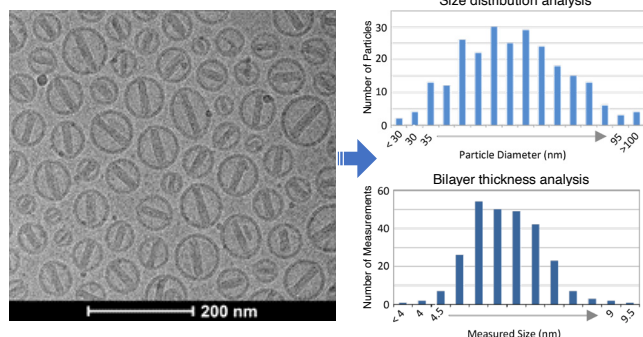 200 nm
Size distribution analysis
Number of Particles
30
20
10
0
< 30
30
35
95
>100
Particle Diameter (nm)
Bilayer thickness analysis
Number of Measurements
60
40
20
0
< 4
4
4.5
9
9.5
Measured Size (nm)